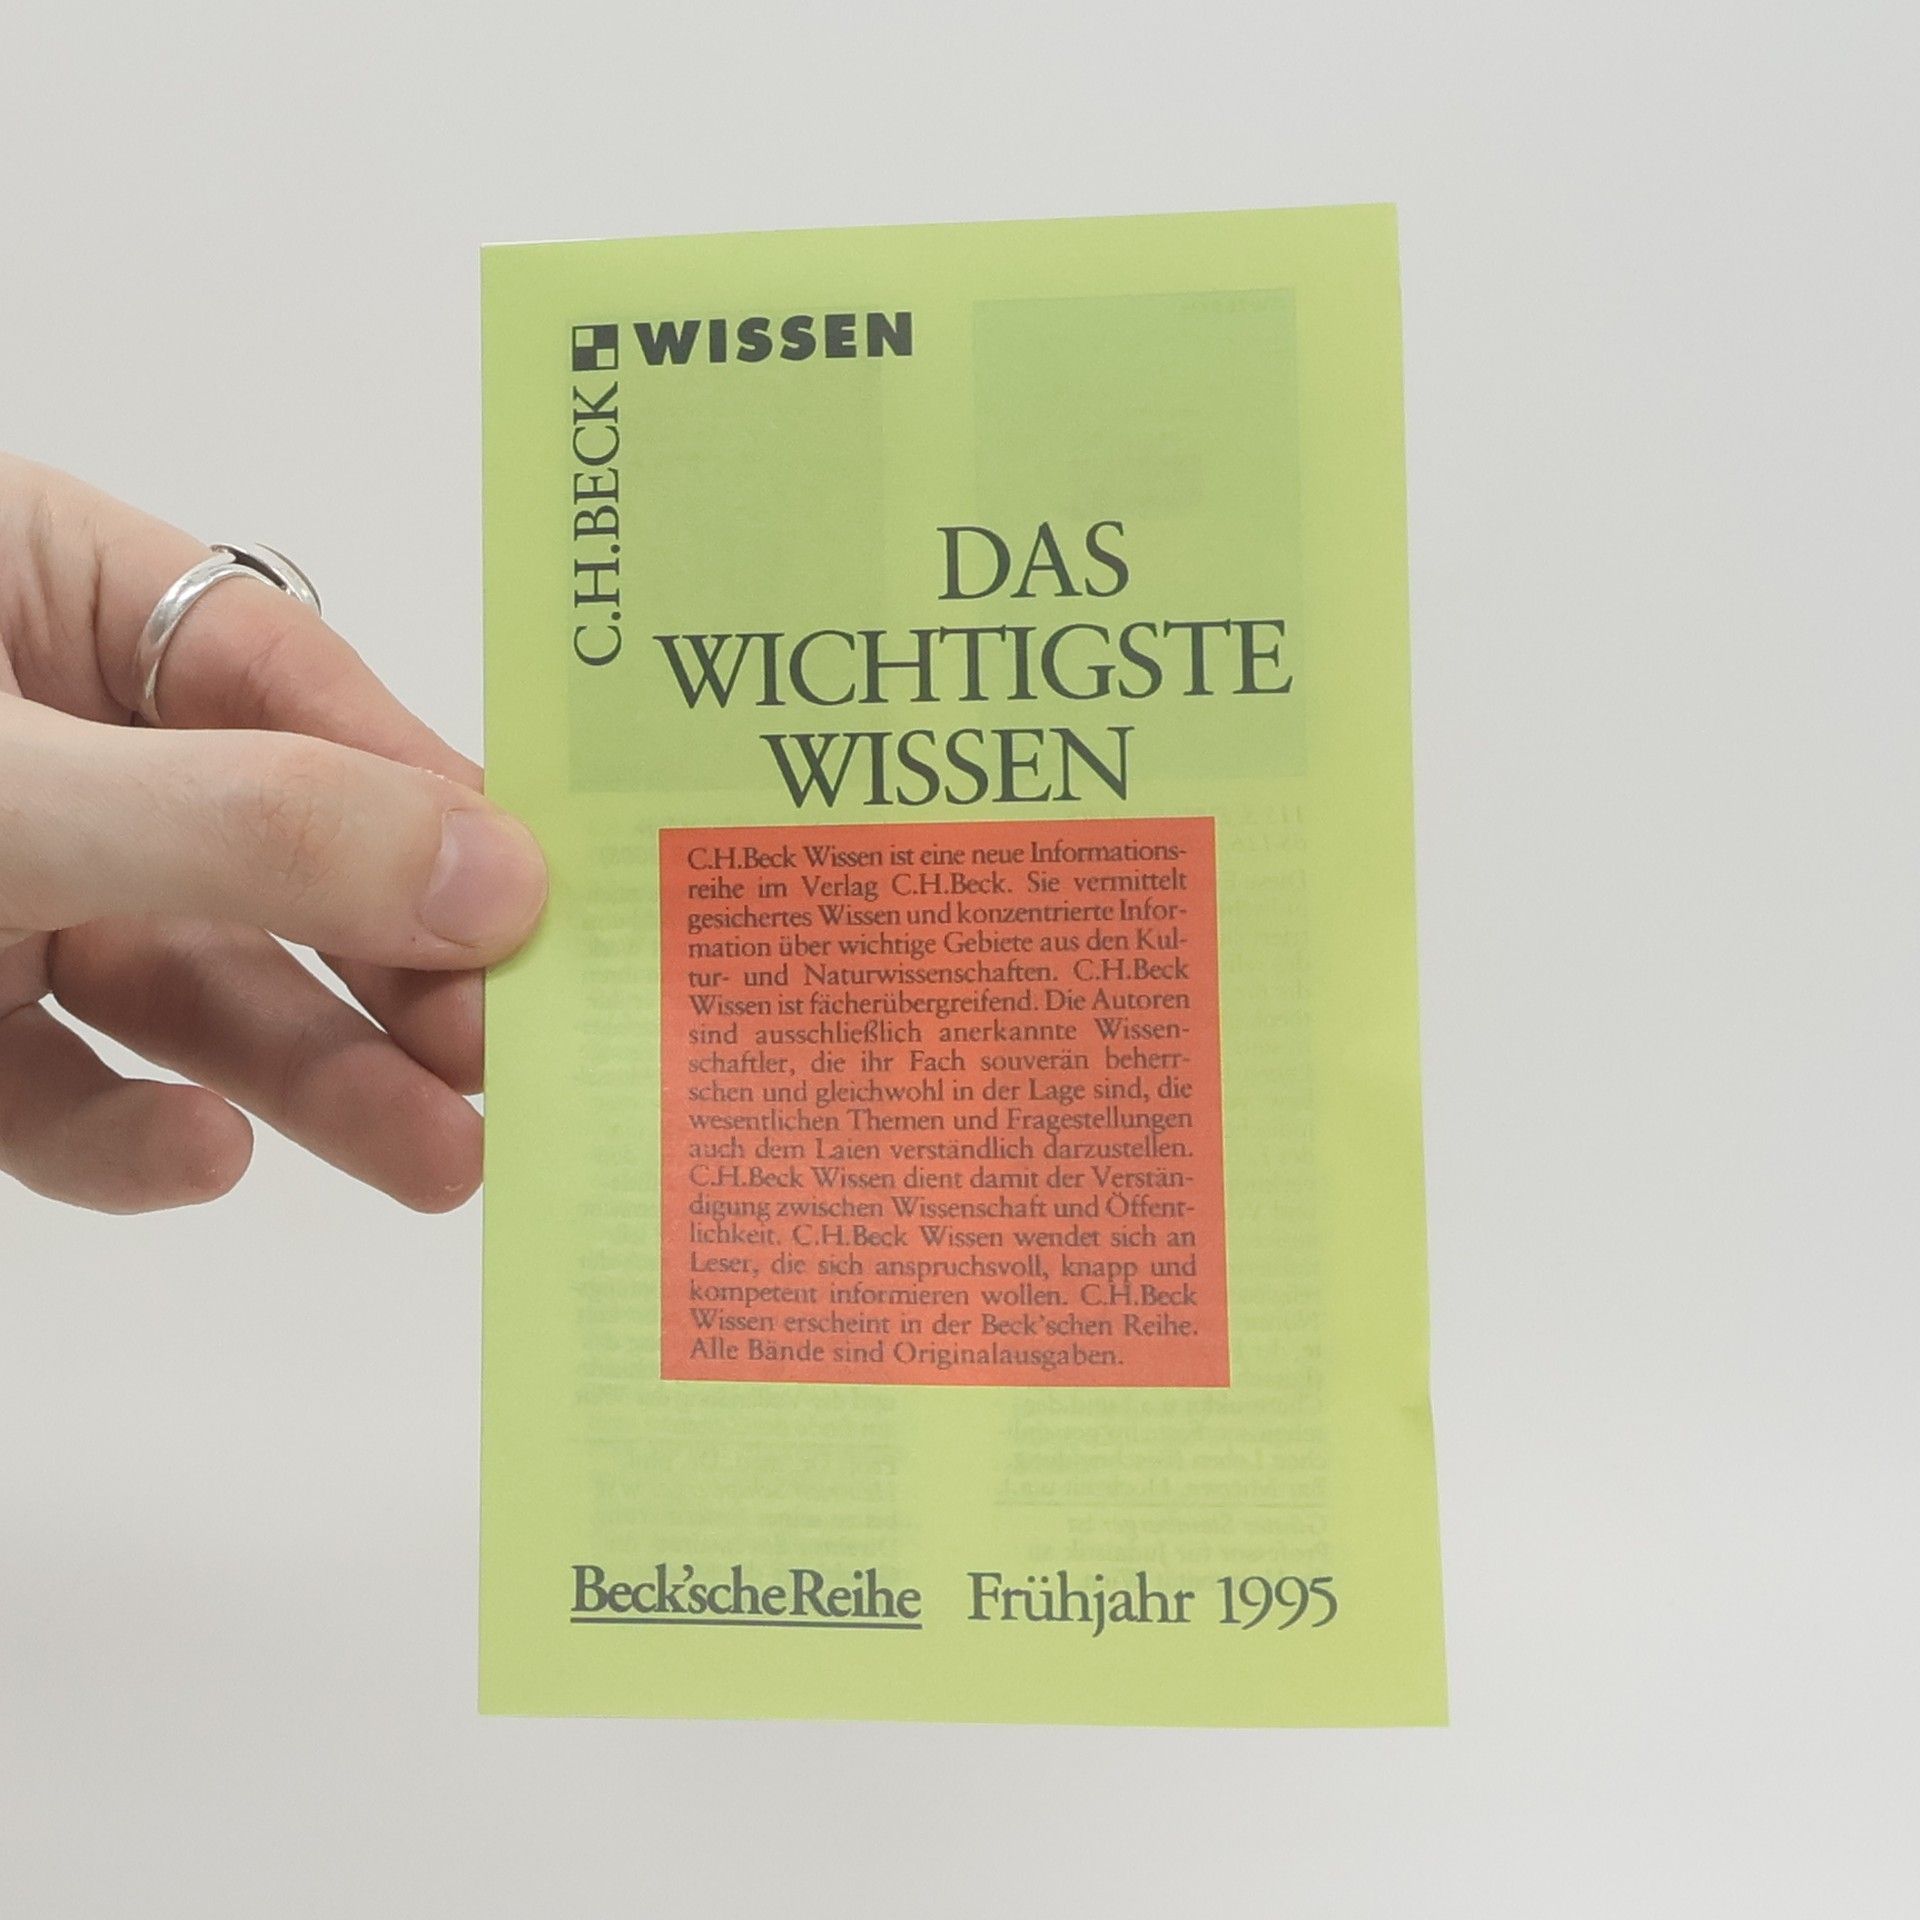 WISSEN
C.H.BECK
DAS
WICHTIGSTE
WISSEN
C.H.Beck Wissen ist eine neue Informations-
reihe im Verlag C.H.Beck. Sie vermittelt
gesichertes Wissen und konzentrierte Infor-
mation über wichtige Gebiete aus den Kul-
tur- und Naturwissenschaften. C.H.Beck
Wissen ist fächerübergreifend. Die Autoren
sind ausschließlich anerkannte Wissen-
schaftler, die ihr Fach souverän beherr-
schen und gleichwohl in der Lage sind, die
wesentlichen Themen und Fragestellungen
auch dem Laien verständlich darzustellen.
C.H.Beck Wissen dient damit der Verstän-
digung zwischen Wissenschaft und Öffent-
lichkeit. C.H.Beck Wissen wendet sich an
Leser, die sich anspruchsvoll, knapp und
kompetent informieren wollen. C.H.Beck
Wissen erscheint in der Beck'schen Reihe.
Alle Bände sind Originalausgaben.
Beck'sche Reihe Frühjahr 1995